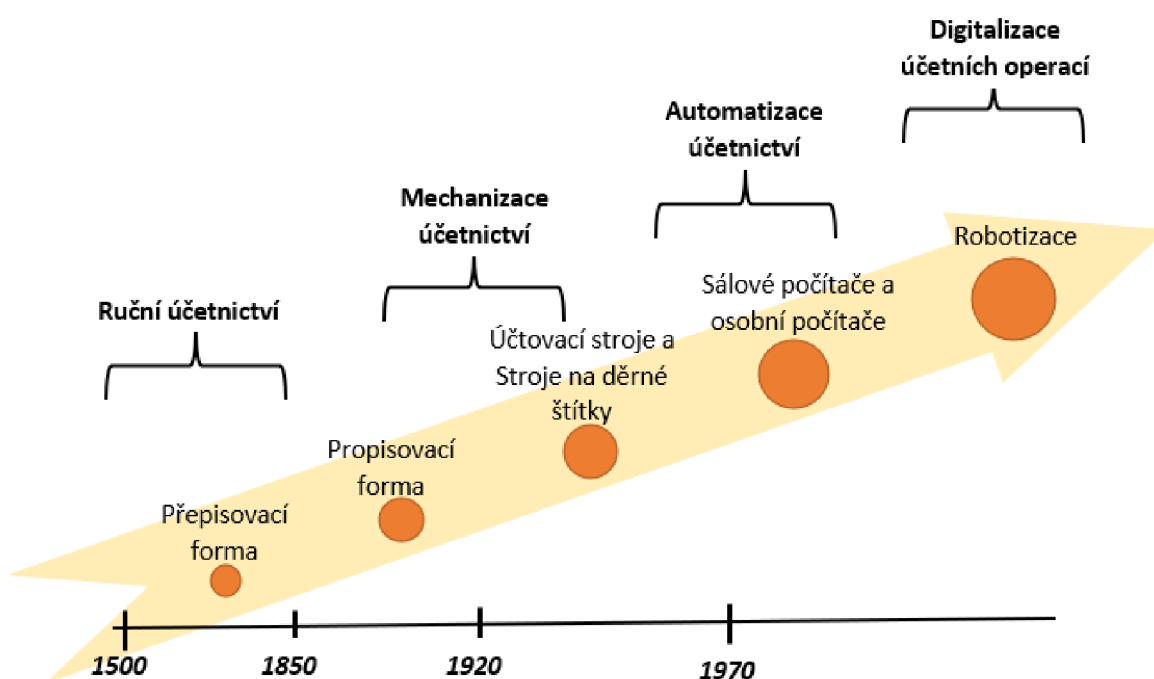 Digitalizace
účetních operací
Automatizace
účetnictví
Mechanizace
účetnictví
Ruční účetnictví
Robotizace
Sálové počítače a
osobní počítače
Účtovací stroje a
Stroje na děrné
štítky
Propisovací
forma
Přepisovací
forma
1500
1850
1920
1970